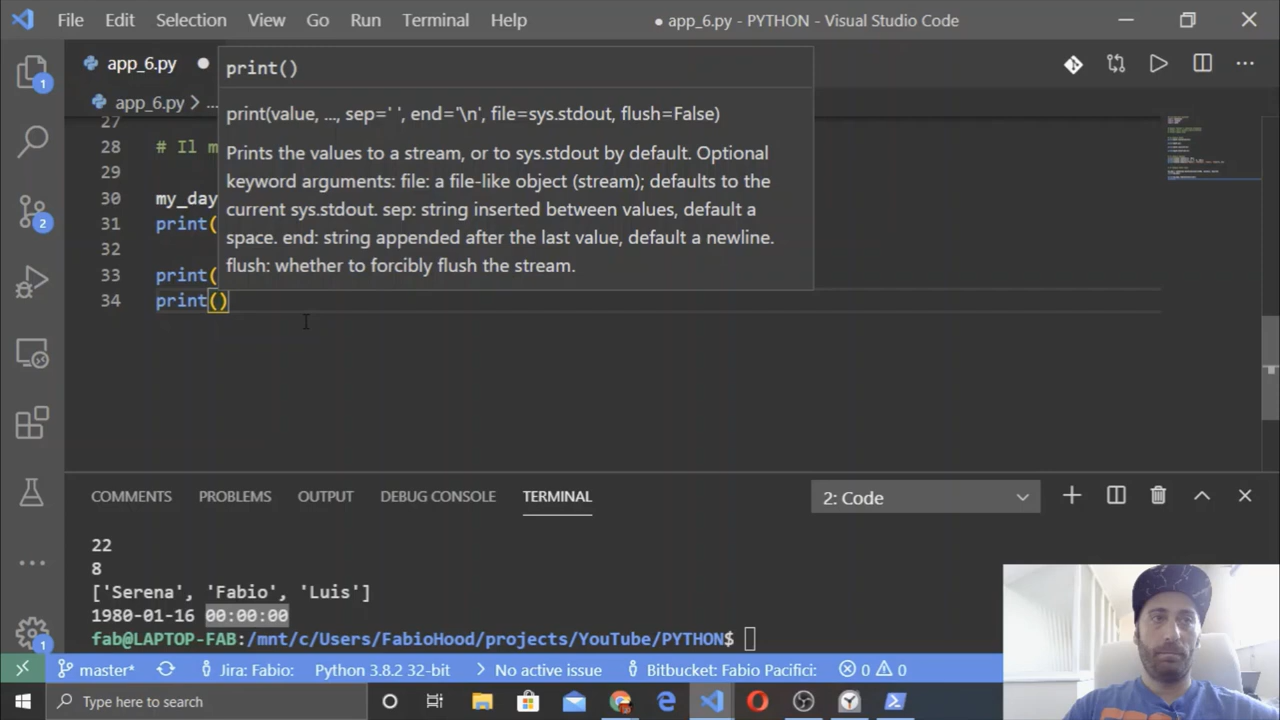 File Edit Selection View Go Run Terminal Help
● app_6.py - PYTHON - Visual Studio Code
app_6.py ●
app_6.py > ...
print()
print(value, ..., sep=' ', end='\n', file=sys.stdout, flush=False)
Prints the values to a stream, or to sys.stdout by default. Optional
keyword arguments: file: a file-like object (stream); defaults to the
current sys.stdout. sep: string inserted between values, default a
space. end: string appended after the last value, default a newline.
flush: whether to forcibly flush the stream.
27
28 # Il m
29
30 my_day
31 print(
32
33 print(
34 print()
1
2
1
COMMENTS PROBLEMS OUTPUT DEBUG CONSOLE TERMINAL
2: Code
22
8
['Serena', 'Fabio', 'Luis']
1980-01-16 00:00:00
fab@LAPTOP-FAB:/mnt/c/Users/FabioHood/projects/YouTube/PYTHON$
master* Jira: Fabio: Python 3.8.2 32-bit No active issue Bitbucket: Fabio Pacifici: 0 0
Type here to search